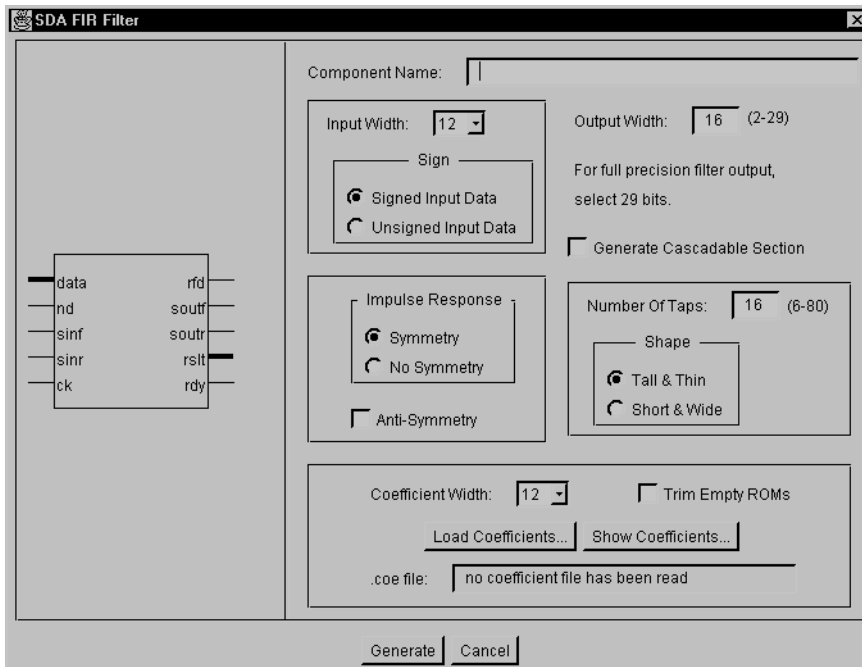 SDA FIR Filter
Component Name:
Input Width: 12
Output Width: 16 (2-29)
Sign
Signed Input Data
Unsigned Input Data
For full precision filter output,
select 29 bits.
Generate Cascadable Section
data rfd
nd soutf
sinf soutr
sinr rslt
ck rdy
Impulse Response
Symmetry
No Symmetry
Anti-Symmetry
Number Of Taps: 16 (6-80)
Shape
Tall & Thin
Short & Wide
Coefficient Width: 12 Trim Empty ROMs
Load Coefficients... Show Coefficients...
.coe file: no coefficient file has been read
Generate Cancel